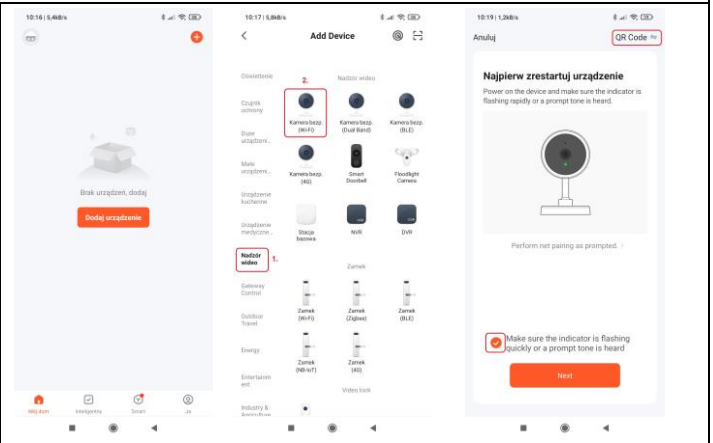 10:16 | 5,4kB/s
Brak urządzeń, dodaj
Dodaj urządzenie
Mój dom
Inteligentny
Smart
Ja
10:17 | 5,8kB/s
Add Device
Oświetlenie
Czujnik
ochrony
Duże
urządzeni...
Małe
urządzeni...
Urządzenie
kuchenne
Urządzenie
medyczne...
Nadzór
wideo
1.
Gateway
Control
Outdoor
Travel
Energy
Entertainm
ent
Industry &
Agriculture
2.
Nadzór wideo
Kamera bezp.
(Wi-Fi)
Kamera bezp.
(Dual Band)
Kamera bezp.
(BLE)
Kamera bezp.
(4G)
Smart
Doorbell
Floodlight
Camera
Stacja
bazowa
NVR
DVR
Zamek
Zamek
(Wi-Fi)
Zamek
(Zigbee)
Zamek
(BLE)
Zamek
(NB-IoT)
Zamek
(4G)
Video lock
10:19 | 1,2kB/s
Anuluj
QR Code
Najpierw zrestartuj urządzenie
Power on the device and make sure the indicator is
flashing rapidly or a prompt tone is heard.
Perform net pairing as prompted.
Make sure the indicator is flashing
quickly or a prompt tone is heard
Next